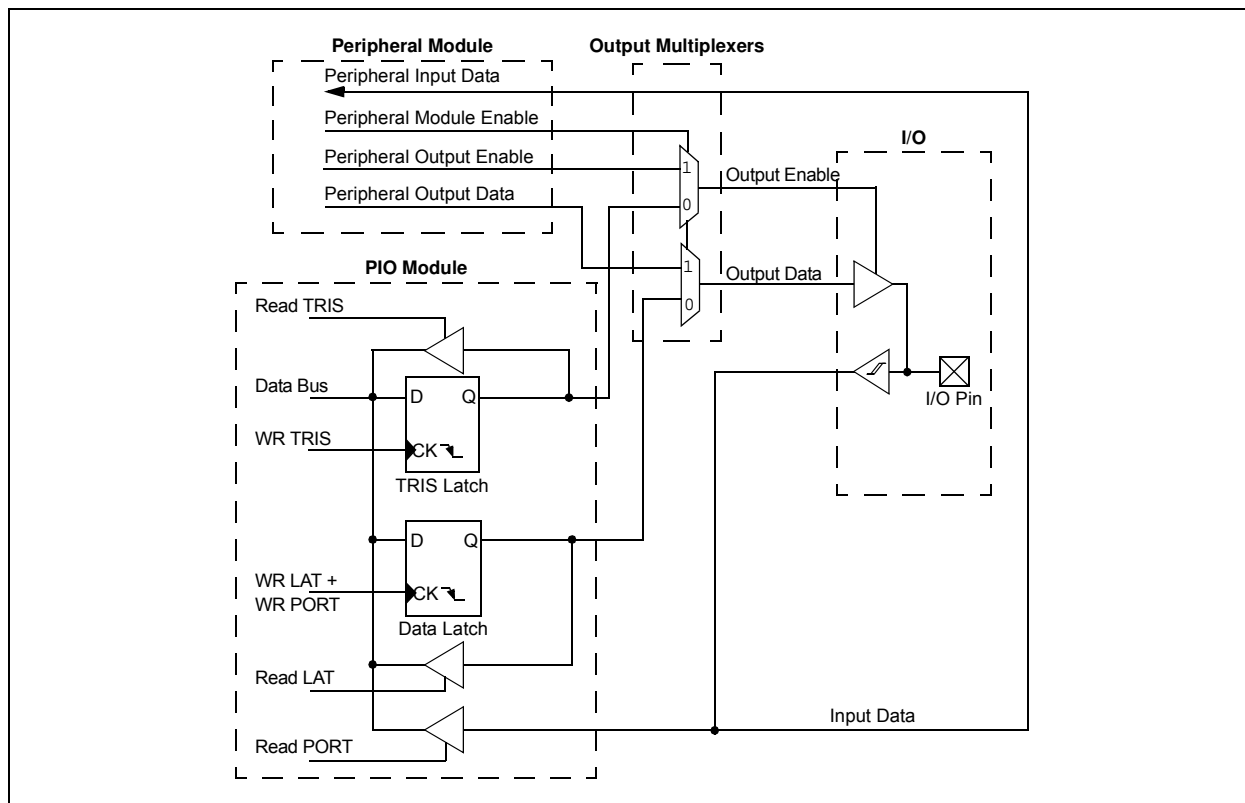 Peripheral Module
Output Multiplexers
Peripheral Input Data
Peripheral Module Enable
Peripheral Output Enable
Peripheral Output Data
1
0
Output Enable
I/O
1
0
Output Data
I/O Pin
PIO Module
Read TRIS
Data Bus
D Q
WR TRIS
CK
TRIS Latch
D Q
WR LAT +
WR PORT
CK
Data Latch
Read LAT
Read PORT
Input Data